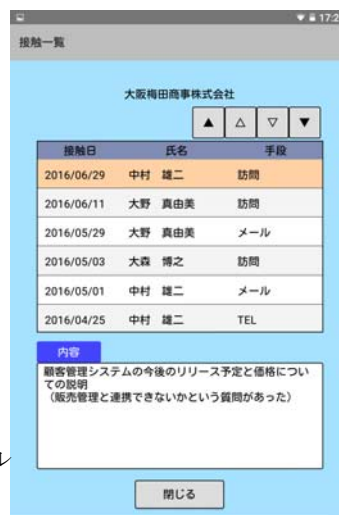 17:2
接触一覧
大阪梅田商事株式会社
▲ △ ▽ ▼
接触日 氏名 手段
2016/06/29 中村 雄二 訪問
2016/06/11 大野 真由美 訪問
2016/05/29 大野 真由美 メール
2016/05/03 大森 博之 訪問
2016/05/01 中村 雄二 メール
2016/04/25 中村 雄二 TEL
内容
顧客管理システムの今後のリリース予定と価格につい
ての説明
（販売管理と連携できないかという質問があった）
レ
閉じる